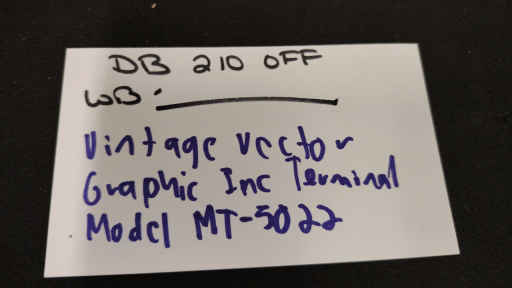 DB 210 OFF
WB:
Vintage Vector
Graphic Inc Terminal
Model MT-5022